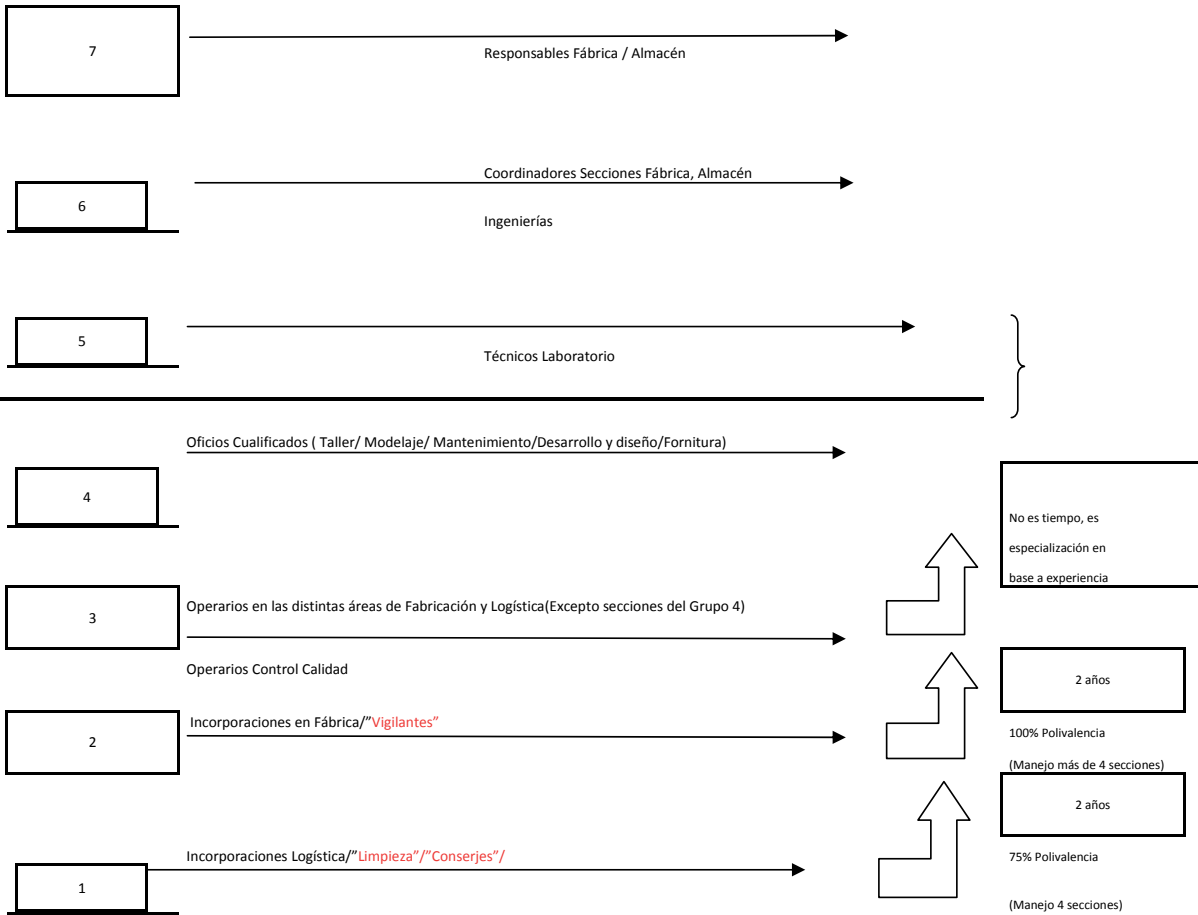 7
Responsables Fábrica / Almacén
Coordinadores Secciones Fábrica, Almacén
6
Ingenierías
5
Técnicos Laboratorio
Oficios Cualificados ( Taller/ Modelaje/ Mantenimiento/Desarrollo y diseño/Fornitura)
4
No es tiempo, es
especialización en
base a experiencia
3
Operarios en las distintas áreas de Fabricación y Logística(Excepto secciones del Grupo 4)
Operarios Control Calidad
2 años
Incorporaciones en Fábrica/”Vigilantes”
2
100% Polivalencia
(Manejo más de 4 secciones)
2 años
Incorporaciones Logística/”Limpieza”/”Conserjes”/
1
75% Polivalencia
(Manejo 4 secciones)